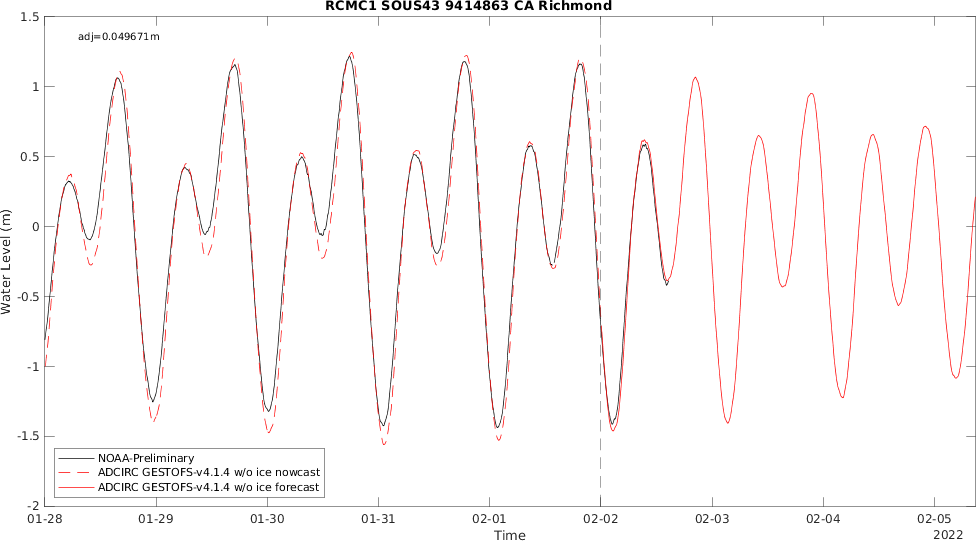 RCMC1 SOUS43 9414863 CA Richmond
adj=0.049671m
1.5
1
0.5
0
-0.5
-1
-1.5
-2
Water Level (m)
NOAA-Preliminary
ADCIRC GESTOFS-v4.1.4 w/o ice nowcast
ADCIRC GESTOFS-v4.1.4 w/o ice forecast
01-28 01-29 01-30 01-31 02-01 02-02 02-03 02-04 02-05
Time
2022